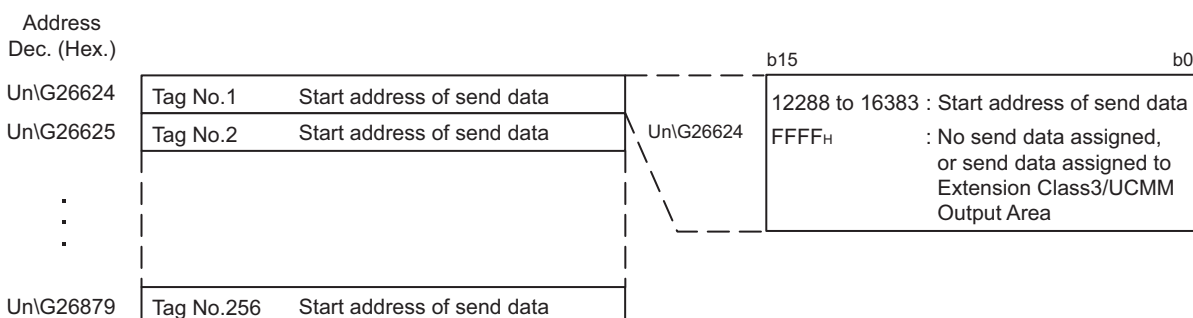 Address
Dec. (Hex.)
b15 b0
Un\G26624 Tag No.1 Start address of send data
12288 to 16383 : Start address of send data
Un\G26625 Tag No.2 Start address of send data
Un\G26624
FFFFH : No send data assigned,
or send data assigned to
Extension Class3/UCMM
Output Area
Un\G26879 Tag No.256 Start address of send data